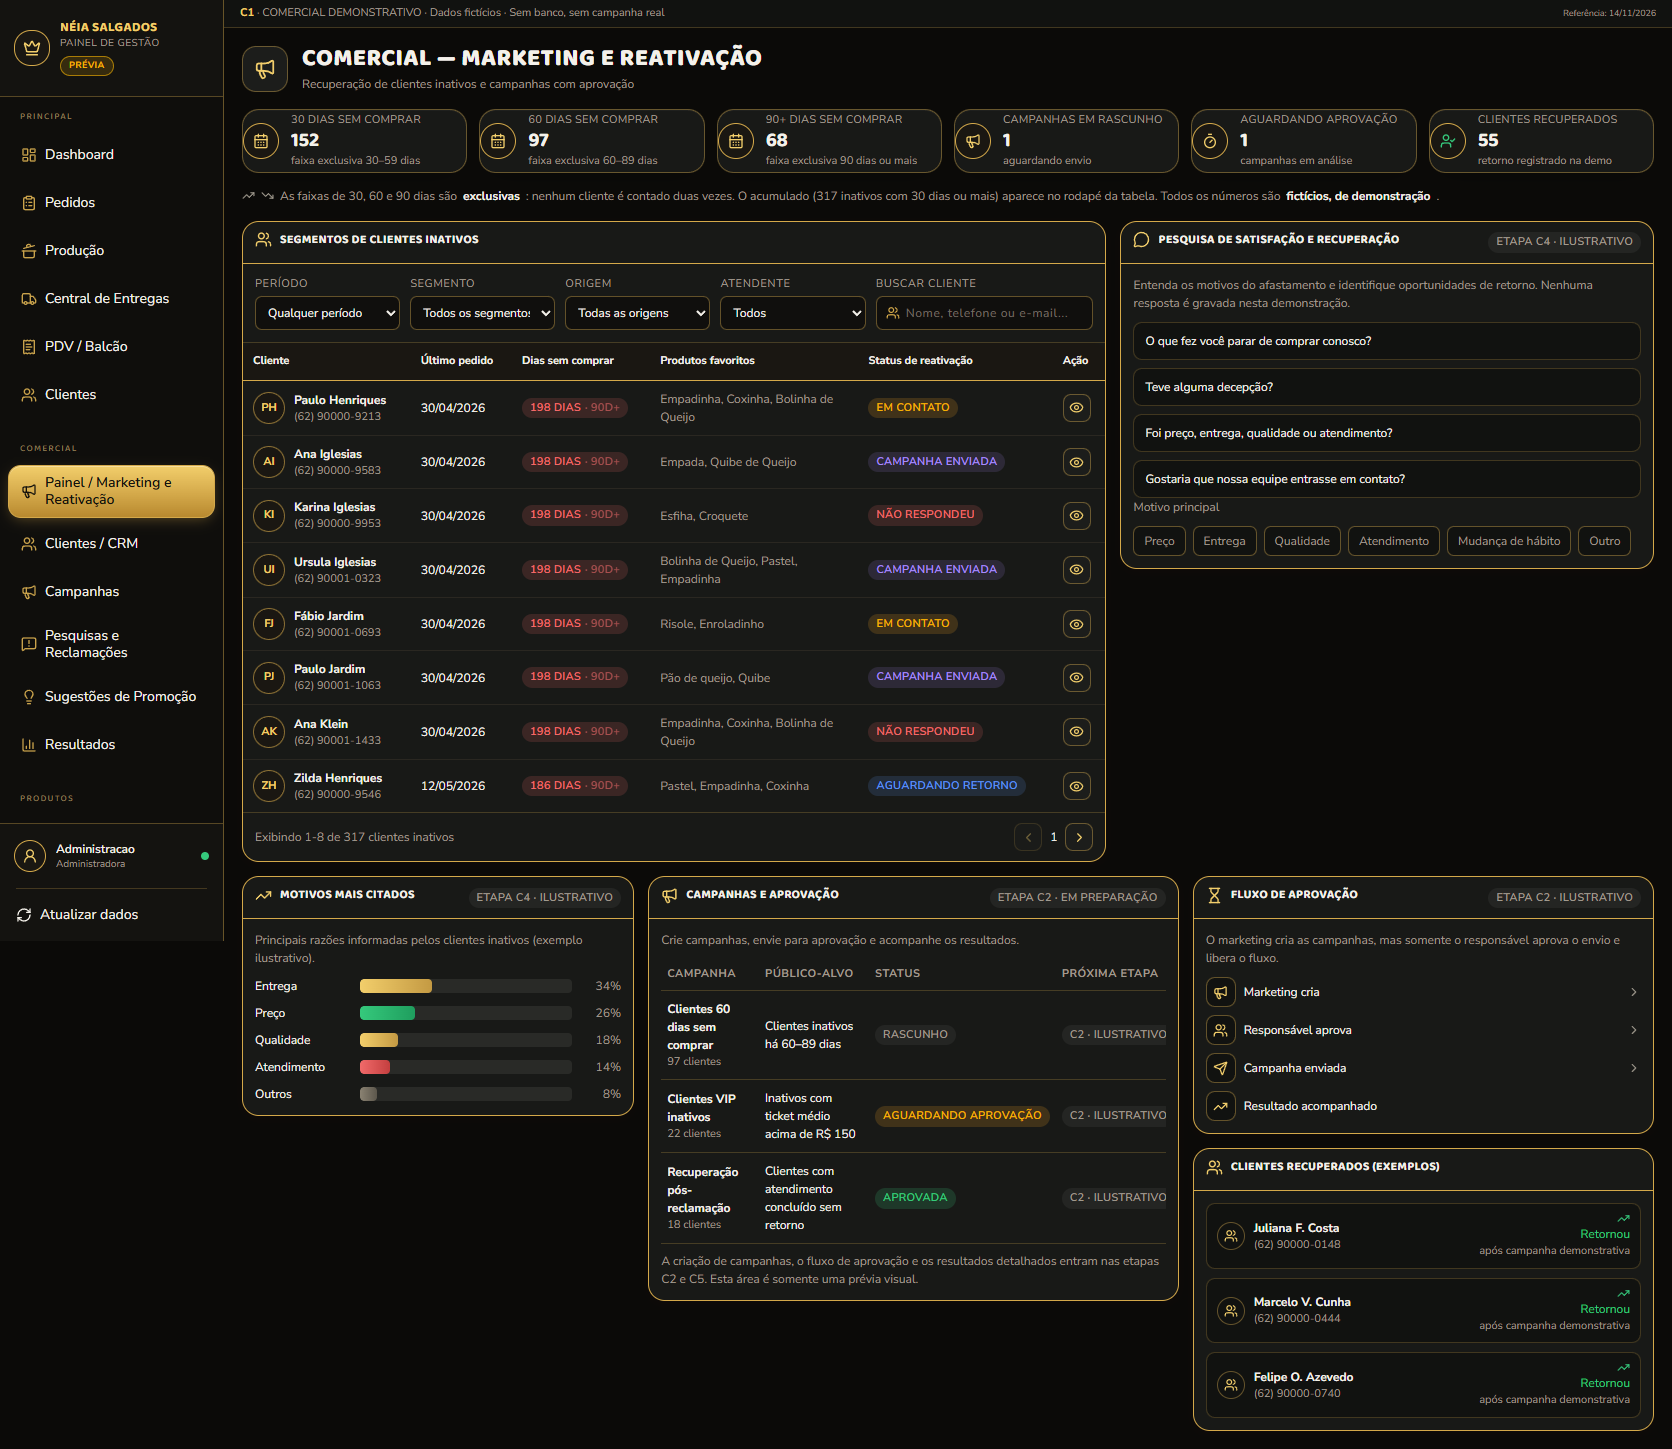 NÉIA SALGADOS
PAINEL DE GESTÃO
PRÉVIA
PRINCIPAL
Dashboard
Pedidos
Produção
Central de Entregas
PDV / Balcão
Clientes
COMERCIAL
Painel / Marketing e
Reativação
Clientes / CRM
Campanhas
Pesquisas e
Reclamações
Sugestões de Promoção
Resultados
PRODUTOS
Administracao
Administradora
Atualizar dados
C1 · COMERCIAL DEMONSTRATIVO · Dados fictícios · Sem banco, sem campanha real
Referência: 14/11/2026
COMERCIAL — MARKETING E REATIVAÇÃO
Recuperação de clientes inativos e campanhas com aprovação
30 DIAS SEM COMPRAR
152
faixa exclusiva 30–59 dias
60 DIAS SEM COMPRAR
97
faixa exclusiva 60–89 dias
90+ DIAS SEM COMPRAR
68
faixa exclusiva 90 dias ou mais
CAMPANHAS EM RASCUNHO
1
aguardando envio
AGUARDANDO APROVAÇÃO
1
campanhas em análise
CLIENTES RECUPERADOS
55
retorno registrado na demo
As faixas de 30, 60 e 90 dias são exclusivas : nenhum cliente é contado duas vezes. O acumulado (317 inativos com 30 dias ou mais) aparece no rodapé da tabela. Todos os números são fictícios, de demonstração .
SEGMENTOS DE CLIENTES INATIVOS
PERÍODO
Qualquer período
SEGMENTO
Todos os segmentos
ORIGEM
Todas as origens
ATENDENTE
Todos
BUSCAR CLIENTE
Nome, telefone ou e-mail...
Cliente Último pedido Dias sem comprar Produtos favoritos Status de reativação Ação
PH Paulo Henriques (62) 90000-9213 30/04/2026 198 DIAS · 90D+ Empadinha, Coxinha, Bolinha de Queijo EM CONTATO
AI Ana Iglesias (62) 90000-9583 30/04/2026 198 DIAS · 90D+ Empada, Quibe de Queijo CAMPANHA ENVIADA
KI Karina Iglesias (62) 90000-9953 30/04/2026 198 DIAS · 90D+ Esfiha, Croquete NÃO RESPONDEU
UI Ursula Iglesias (62) 90001-0323 30/04/2026 198 DIAS · 90D+ Bolinha de Queijo, Pastel, Empadinha CAMPANHA ENVIADA
FJ Fábio Jardim (62) 90001-0693 30/04/2026 198 DIAS · 90D+ Risole, Enroladinho EM CONTATO
PJ Paulo Jardim (62) 90001-1063 30/04/2026 198 DIAS · 90D+ Pão de queijo, Quibe CAMPANHA ENVIADA
AK Ana Klein (62) 90001-1433 30/04/2026 198 DIAS · 90D+ Empadinha, Coxinha, Bolinha de Queijo NÃO RESPONDEU
ZH Zilda Henriques (62) 90000-9546 12/05/2026 186 DIAS · 90D+ Pastel, Empadinha, Coxinha AGUARDANDO RETORNO
Exibindo 1-8 de 317 clientes inativos
1
PESQUISA DE SATISFAÇÃO E RECUPERAÇÃO
ETAPA C4 · ILUSTRATIVO
Entenda os motivos do afastamento e identifique oportunidades de retorno. Nenhuma
resposta é gravada nesta demonstração.
O que fez você parar de comprar conosco?
Teve alguma decepção?
Foi preço, entrega, qualidade ou atendimento?
Gostaria que nossa equipe entrasse em contato?
Motivo principal
Preço Entrega Qualidade Atendimento Mudança de hábito Outro
MOTIVOS MAIS CITADOS
ETAPA C4 · ILUSTRATIVO
Principais razões informadas pelos clientes inativos (exemplo
ilustrativo).
Entrega 34%
Preço 26%
Qualidade 18%
Atendimento 14%
Outros 8%
CAMPANHAS E APROVAÇÃO
ETAPA C2 · EM PREPARAÇÃO
Crie campanhas, envie para aprovação e acompanhe os resultados.
CAMPANHA PÚBLICO-ALVO STATUS PRÓXIMA ETAPA
Clientes 60 dias sem comprar 97 clientes Clientes inativos há 60–89 dias RASCUNHO C2 · ILUSTRATIVO
Clientes VIP inativos 22 clientes Inativos com ticket médio acima de R$ 150 AGUARDANDO APROVAÇÃO C2 · ILUSTRATIVO
Recuperação pós-reclamação 18 clientes Clientes com atendimento concluído sem retorno APROVADA C2 · ILUSTRATIVO
A criação de campanhas, o fluxo de aprovação e os resultados detalhados entram nas etapas
C2 e C5. Esta área é somente uma prévia visual.
FLUXO DE APROVAÇÃO
ETAPA C2 · ILUSTRATIVO
O marketing cria as campanhas, mas somente o responsável aprova o envio e
libera o fluxo.
Marketing cria
Responsável aprova
Campanha enviada
Resultado acompanhado
CLIENTES RECUPERADOS (EXEMPLOS)
Juliana F. Costa
(62) 90000-0148
Retornou
após campanha demonstrativa
Marcelo V. Cunha
(62) 90000-0444
Retornou
após campanha demonstrativa
Felipe O. Azevedo
(62) 90000-0740
Retornou
após campanha demonstrativa